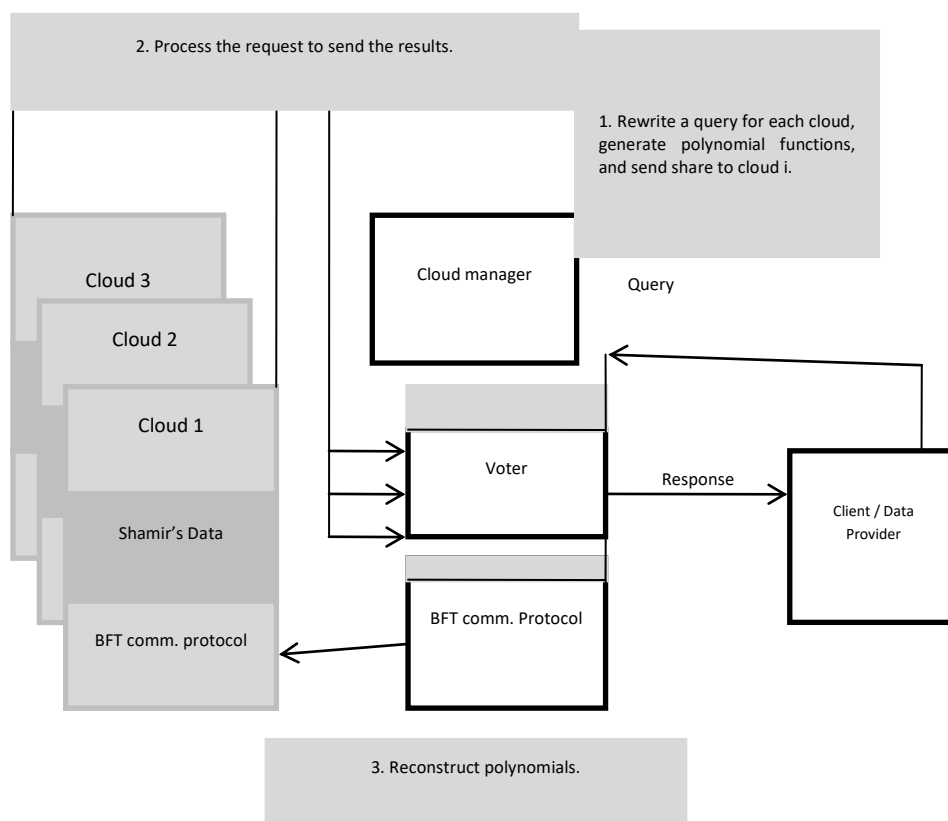 2. Process the request to send the results.
1. Rewrite a query for each cloud,
generate polynomial functions,
and send share to cloud i.
Cloud 3
Cloud manager
Query
Cloud 2
Cloud 1
Voter
Response
Client / Data
Provider
Shamir’s Data
BFT comm. Protocol
BFT comm. protocol
3. Reconstruct polynomials.